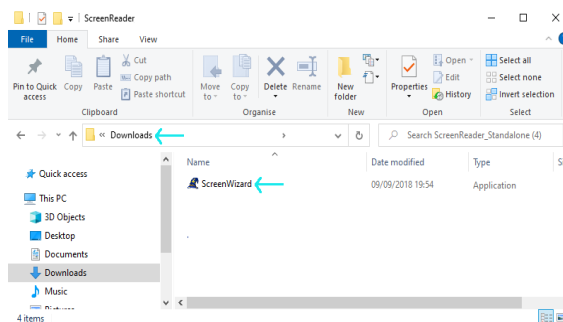 ScreenReader
File Home Share View
Pin to Quick access
Copy
Paste
Cut
Copy path
Paste shortcut
Clipboard
Move to
Copy to
Delete
Rename
Organise
New folder
New
Properties
Open
Edit
History
Open
Select all
Select none
Invert selection
Select
« Downloads
Search ScreenReader_Standalone (4)
Name Date modified Type S
ScreenWizard 09/09/2018 19:54 Application
Quick access
This PC
3D Objects
Desktop
Documents
Downloads
Music
Pictures
4 items